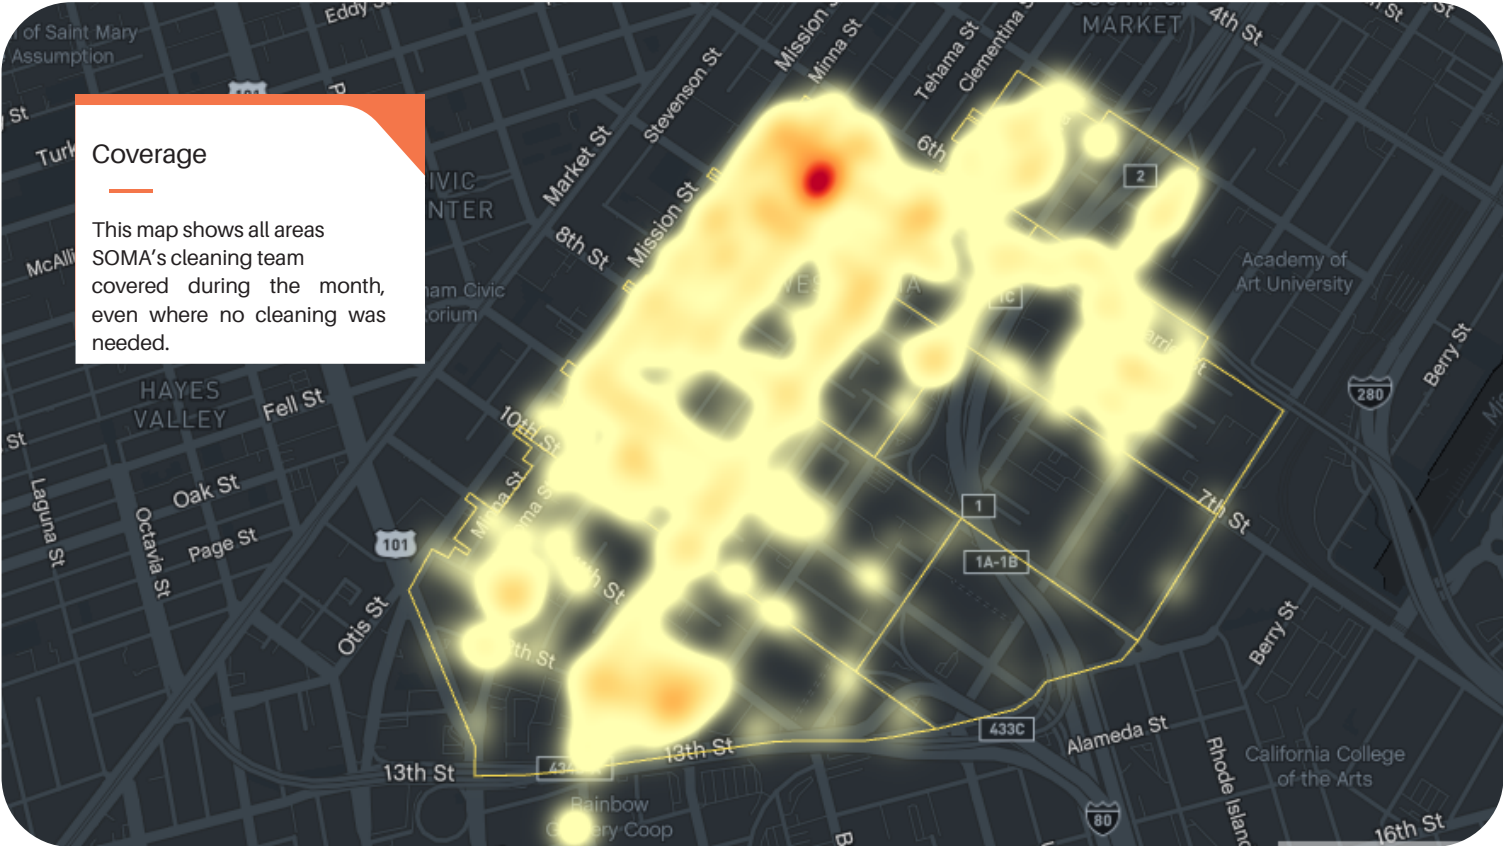 Eddy St
Mission S
Minna St
Tehama St
Clementina S
MARKET
4th St
St
St
of Saint Mary
Assumption
101
St
Turk
Stevenson St
6th
2
Coverage
This map shows all areas
SOMA's cleaning team
covered during the month,
even where no cleaning was
needed.
Market St
Mission St
8th St
McAlli
Academy of
Art University
280
Berry St
HAYES
VALLEY
Fell St
10th St
St
Laguna St
Octavia St
Oak St
Page St
101
Minna St
7th St
1
1A-1B
Otis St
Berry St
13th St
13th St
433C
Alameda St
Rhode Island
California College
of the Arts
Rainbow
Grocery Coop
80
16th St